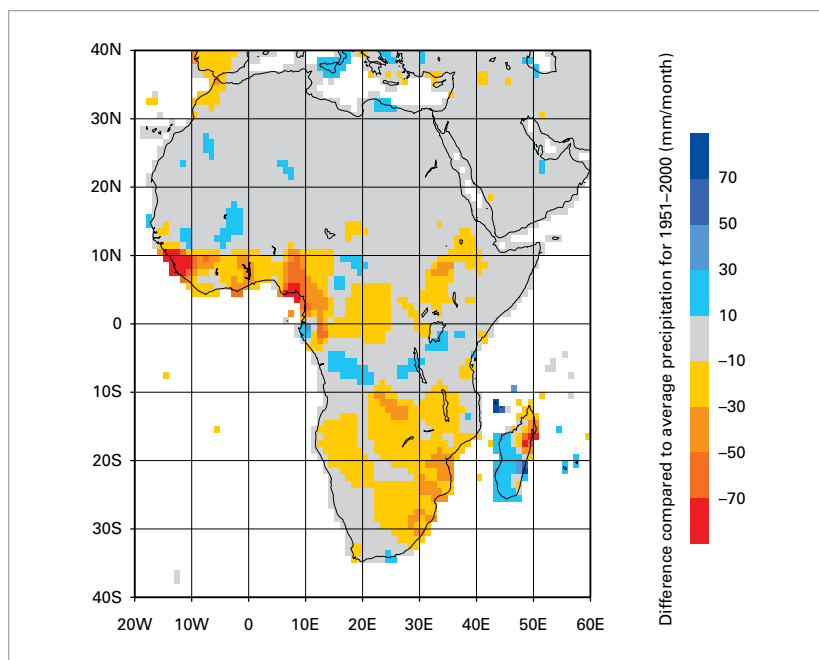 40N
30N
20N
10N
0
10S
20S
30S
40S
20W 10W 0 10E 20E 30E 40E 50E 60E
70
50
30
10
–10
–30
–50
–70
Difference compared to average precipitation for 1951–2000 (mm/month)